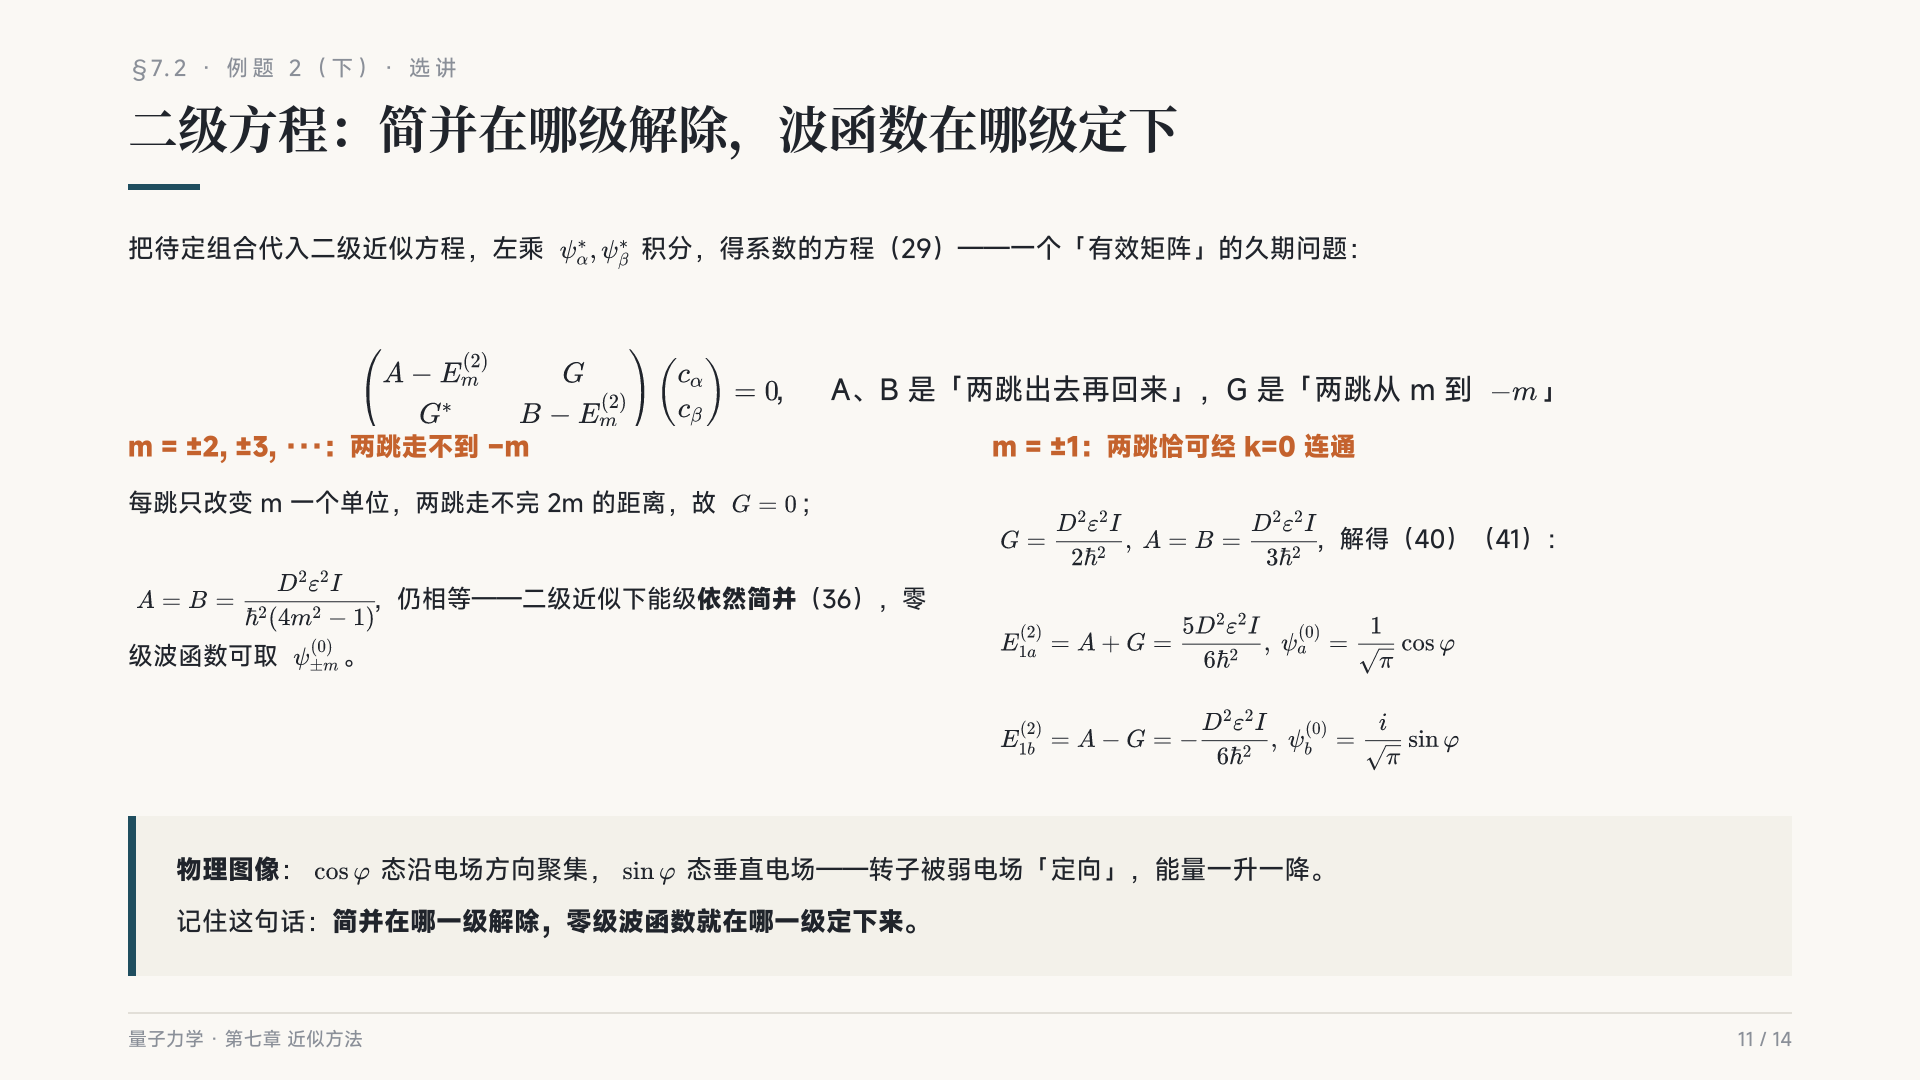 §7.2 · 例题 2（下）· 选讲
二级方程：简并在哪级解除，波函数在哪级定下
把待定组合代入二级近似方程，左乘 ψ*_α, ψ*_β 积分，得系数的方程（29）——一个「有效矩阵」的久期问题：
(A − E_m^(2)  G; G*  B − E_m^(2)) (c_α; c_β) = 0,  A、B 是「两跳出去再回来」，G 是「两跳从 m 到 −m」
m = ±2, ±3, ···：两跳走不到 −m
每跳只改变 m 一个单位，两跳走不完 2m 的距离，故 G = 0；
A = B = D²ε²I / ħ²(4m² − 1)，仍相等——二级近似下能级依然简并（36），零
级波函数可取 ψ_±m^(0)。
m = ±1：两跳恰可经 k=0 连通
G = D²ε²I / 2ħ², A = B = D²ε²I / 3ħ²，解得（40）（41）：
E_1a^(2) = A + G = 5D²ε²I / 6ħ², ψ_a^(0) = 1/√π cos φ
E_1b^(2) = A − G = −D²ε²I / 6ħ², ψ_b^(0) = i/√π sin φ
物理图像： cos φ 态沿电场方向聚集， sin φ 态垂直电场——转子被弱电场「定向」，能量一升一降。
记住这句话：简并在哪一级解除，零级波函数就在哪一级定下来。
量子力学 · 第七章 近似方法
11 / 14